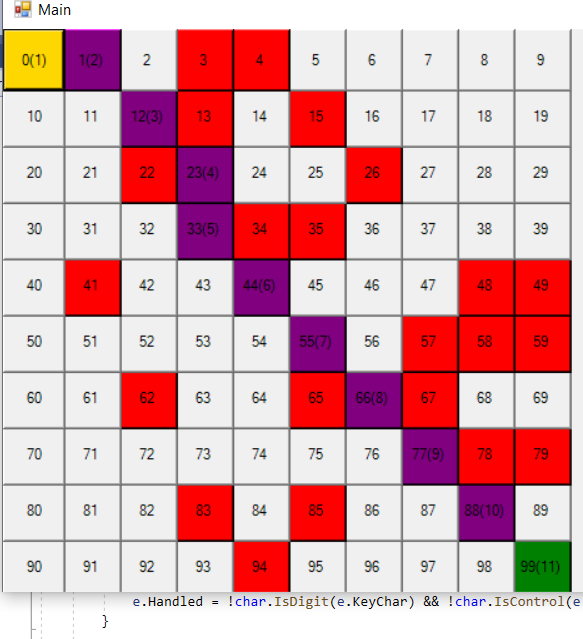 Main
0(1) 1(2) 2 3 4 5 6 7 8 9
10 11 12(3) 13 14 15 16 17 18 19
20 21 22 23(4) 24 25 26 27 28 29
30 31 32 33(5) 34 35 36 37 38 39
40 41 42 43 44(6) 45 46 47 48 49
50 51 52 53 54 55(7) 56 57 58 59
60 61 62 63 64 65 66(8) 67 68 69
70 71 72 73 74 75 76 77(9) 78 79
80 81 82 83 84 85 86 87 88(10) 89
90 91 92 93 94 95 96 97 98 99(11)
e.Handled = !char.IsDigit(e.KeyChar) && !char.IsControl(e
}